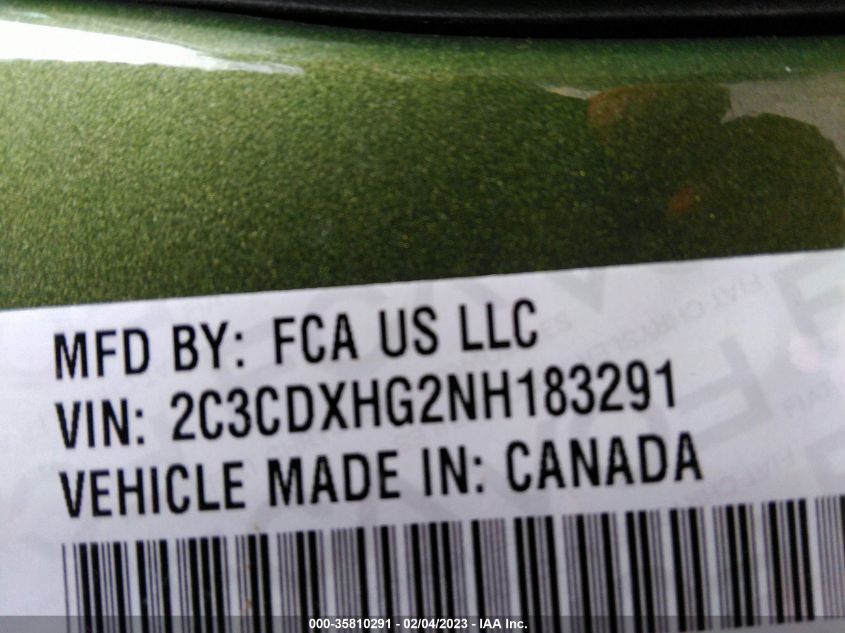 MFD BY: FCA US LLC
VIN: 2C3CDXHG2NH183291
VEHICLE MADE IN: CANADA
000-35810291 - 02/04/2023 - IAA Inc.